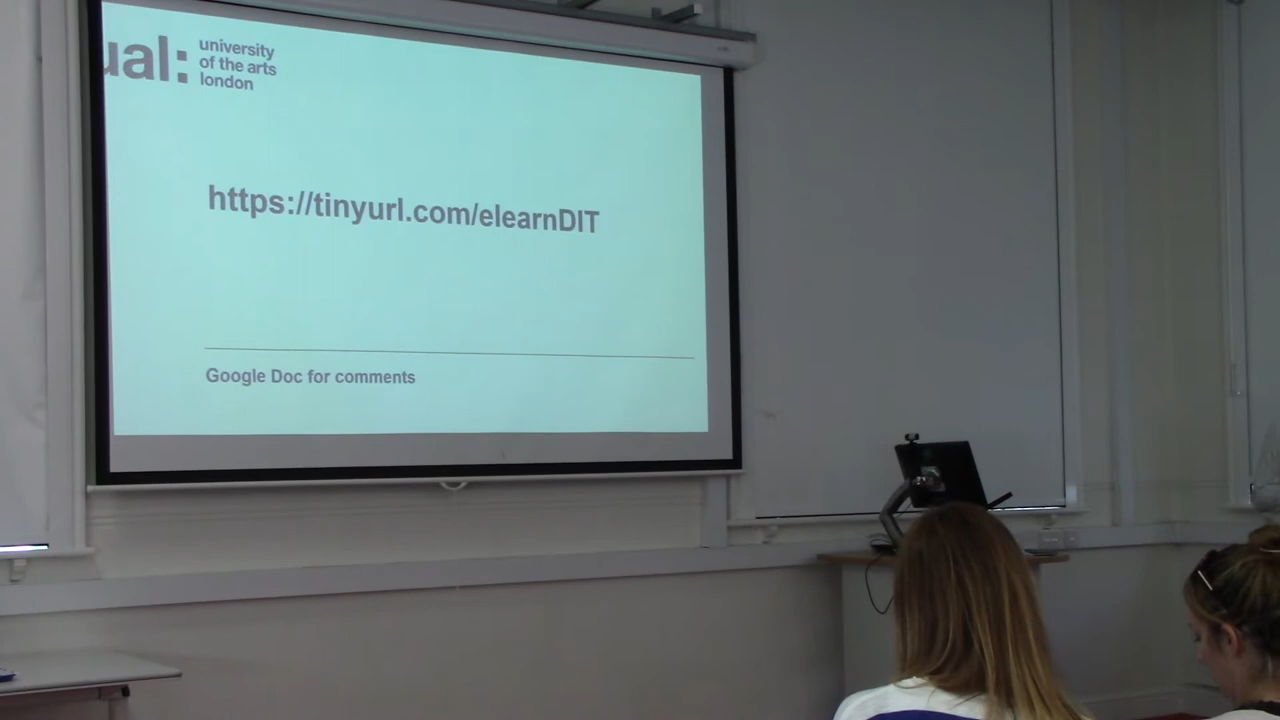 ual:
university
of the arts
london
https://tinyurl.com/elearnDIT
Google Doc for comments